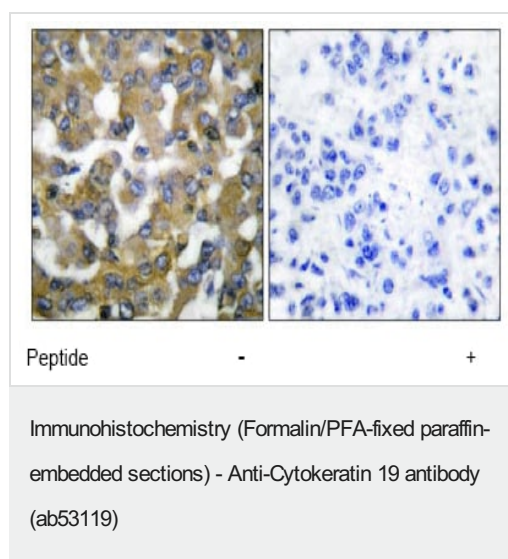 Peptide - +
Immunohistochemistry (Formalin/PFA-fixed paraffin-
embedded sections) - Anti-Cytokeratin 19 antibody
(ab53119)